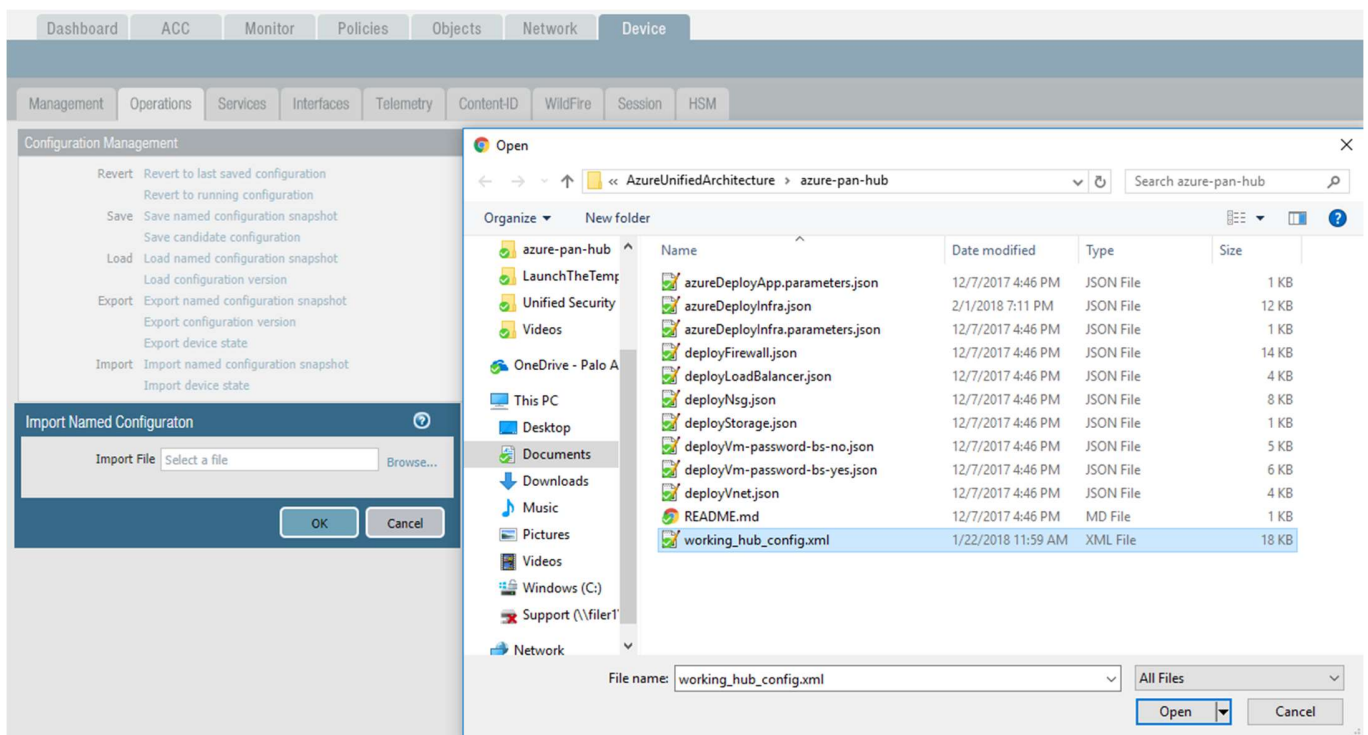 Dashboard ACC Monitor Policies Objects Network Device
Management Operations Services Interfaces Telemetry Content-ID WildFire Session HSM
Configuration Management
Revert Revert to last saved configuration
Revert to running configuration
Save Save named configuration snapshot
Save candidate configuration
Load Load named configuration snapshot
Load configuration version
Export Export named configuration snapshot
Export configuration version
Export device state
Import Import named configuration snapshot
Import device state
Import Named Configuraton
Import File Select a file Browse...
OK Cancel
Open
« AzureUnifiedArchitecture › azure-pan-hub Search azure-pan-hub
Organize New folder
azure-pan-hub
LaunchTheTemp
Unified Security
Videos
OneDrive - Palo A
This PC
Desktop
Documents
Downloads
Music
Pictures
Videos
Windows (C:)
Support (\\filer1
Network
Name Date modified Type Size
azureDeployApp.parameters.json 12/7/2017 4:46 PM JSON File 1 KB
azureDeployInfra.json 2/1/2018 7:11 PM JSON File 12 KB
azureDeployInfra.parameters.json 12/7/2017 4:46 PM JSON File 1 KB
deployFirewall.json 12/7/2017 4:46 PM JSON File 14 KB
deployLoadBalancer.json 12/7/2017 4:46 PM JSON File 4 KB
deployNsg.json 12/7/2017 4:46 PM JSON File 8 KB
deployStorage.json 12/7/2017 4:46 PM JSON File 1 KB
deployVm-password-bs-no.json 12/7/2017 4:46 PM JSON File 5 KB
deployVm-password-bs-yes.json 12/7/2017 4:46 PM JSON File 6 KB
deployVnet.json 12/7/2017 4:46 PM JSON File 4 KB
README.md 12/7/2017 4:46 PM MD File 1 KB
working_hub_config.xml 1/22/2018 11:59 AM XML File 18 KB
File name: working_hub_config.xml All Files
Open Cancel